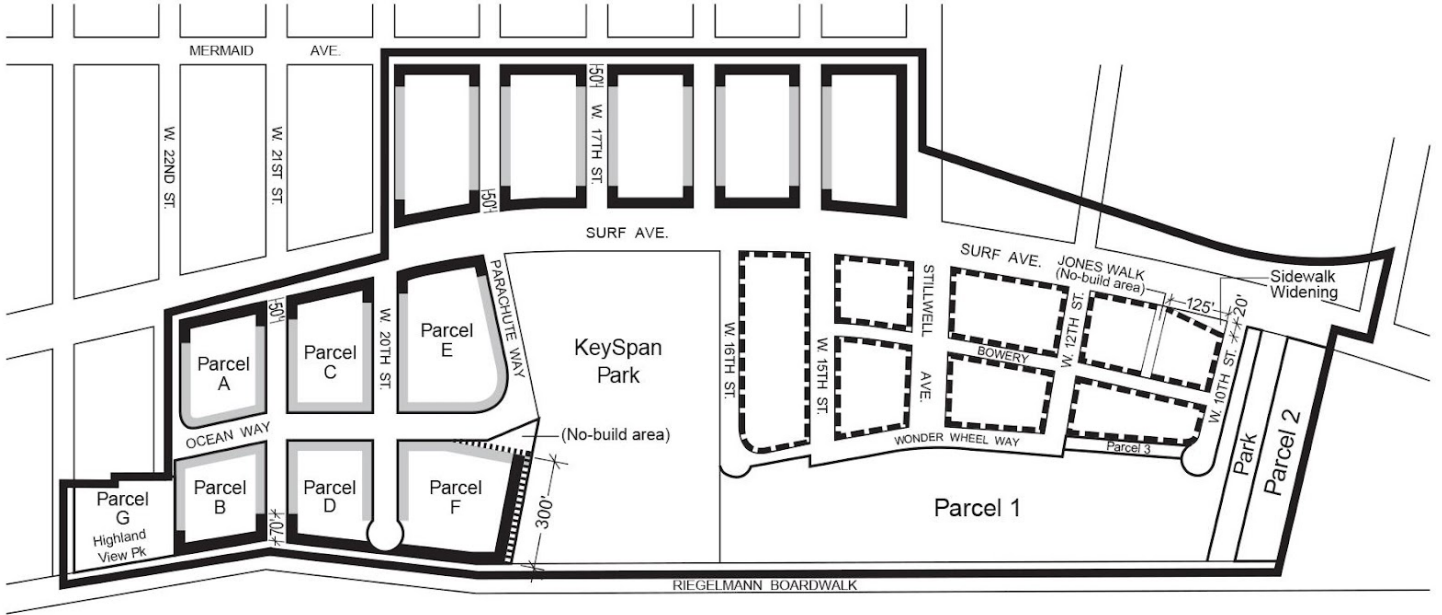 MERMAID AVE.
50'
W. 17TH ST.
W. 22ND ST.
W. 21ST ST.
50'
SURF AVE.
SURF AVE.
JONES WALK
(No-build area)
Sidewalk
Widening
125'
20'
PARACHUTE WAY
STILLWELL AVE.
W. 12TH ST.
50'
W. 20TH ST.
Parcel
A
Parcel
C
Parcel
E
KeySpan
Park
W. 16TH ST.
W. 15TH ST.
BOWERY
W. 10TH ST.
OCEAN WAY
(No-build area)
WONDER WHEEL WAY
Parcel 3
Park
Parcel 2
Parcel
G
Highland
View Pk
Parcel
B
70'
Parcel
D
Parcel
F
300'
Parcel 1
RIEGELMANN BOARDWALK